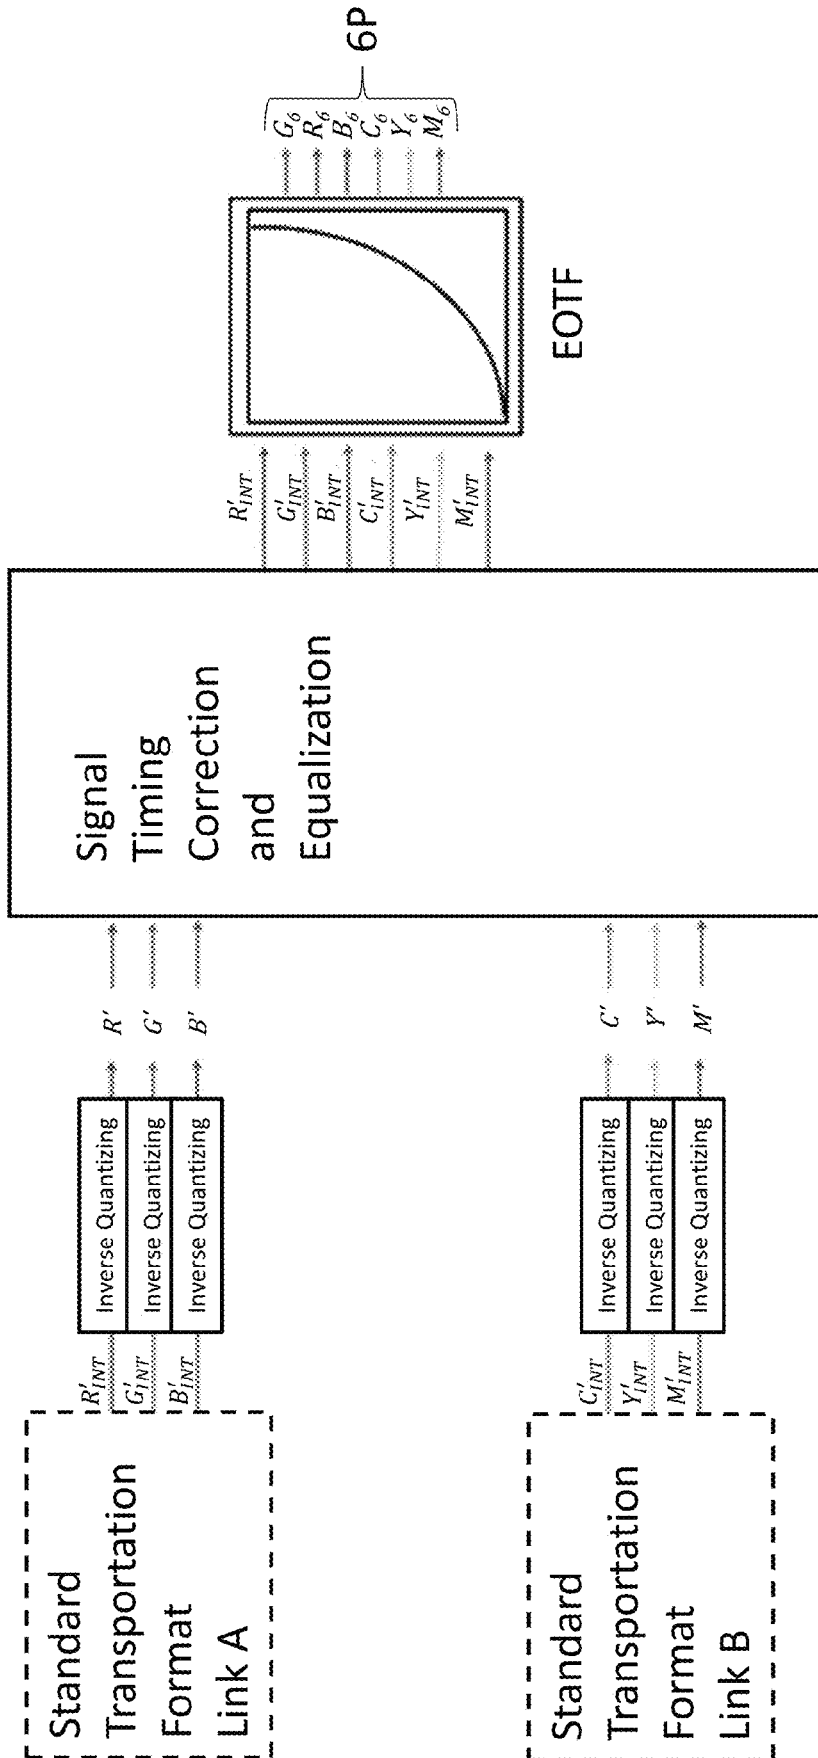 Standard
Transportation
Format
Link A
R'INT
G'INT
B'INT
Inverse Quantizing
Inverse Quantizing
Inverse Quantizing
R'
G'
B'
Standard
Transportation
Format
Link B
C'INT
Y'INT
M'INT
Inverse Quantizing
Inverse Quantizing
Inverse Quantizing
C'
Y'
M'
Signal
Timing
Correction
and
Equalization
R'INT
G'INT
B'INT
C'INT
Y'INT
M'INT
EOTF
G6
R6
B6
C6
Y6
M6
6P